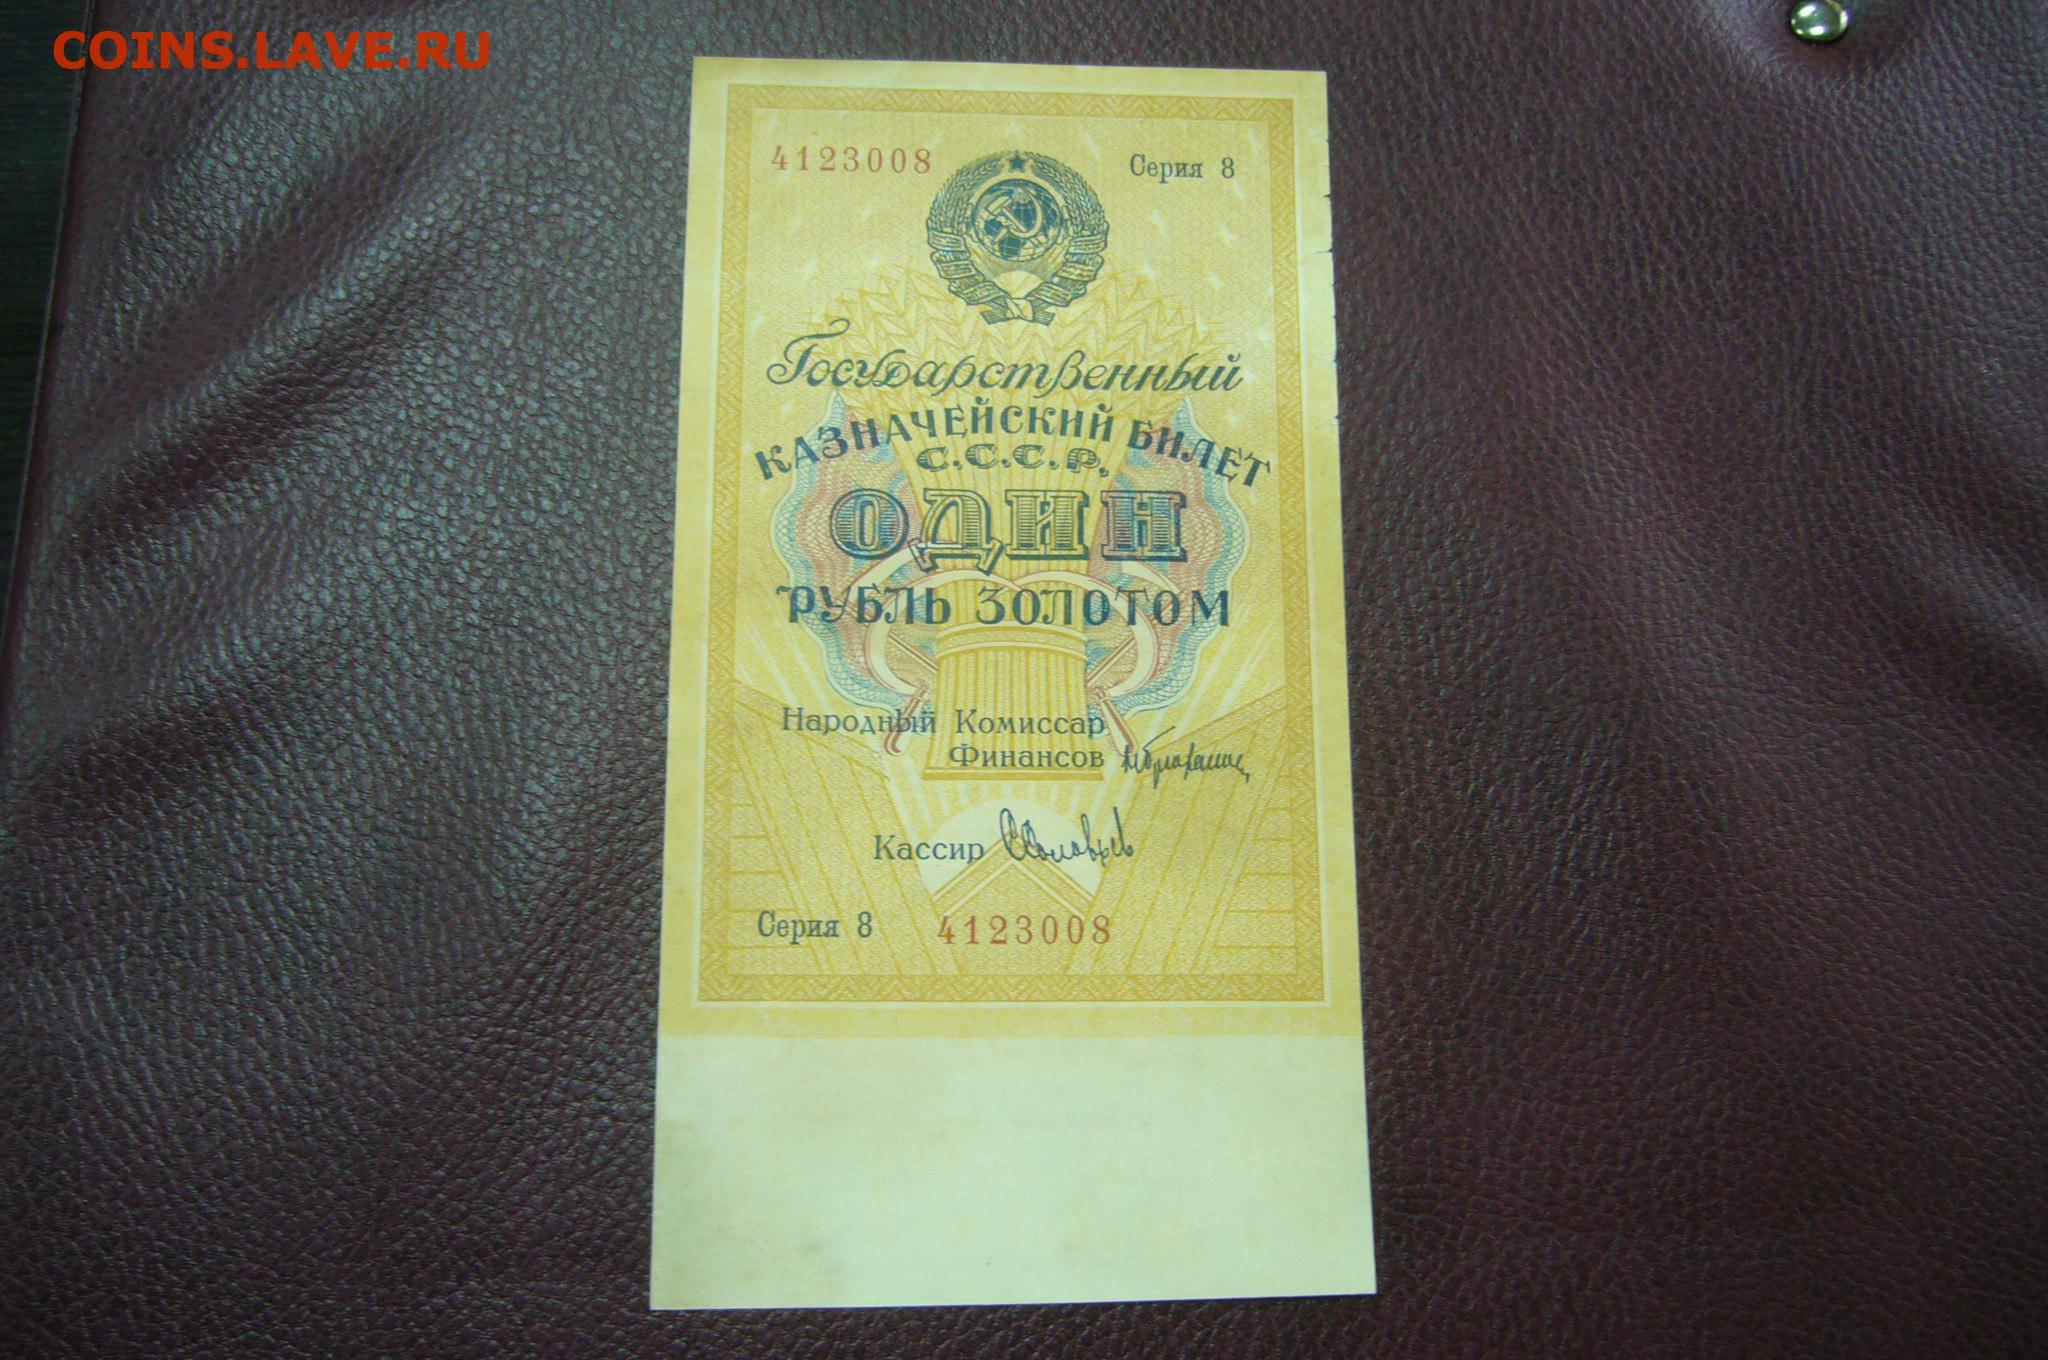 COINS.LAVE.RU
4123008 Серия 8
Государственный
КАЗНАЧЕЙСКИЙ БИЛЕТ
С.С.С.Р.
ОДИН
РУБЛЬ ЗОЛОТОМ
Народный Комиссар
Финансов
Кассир
Серия 8 4123008